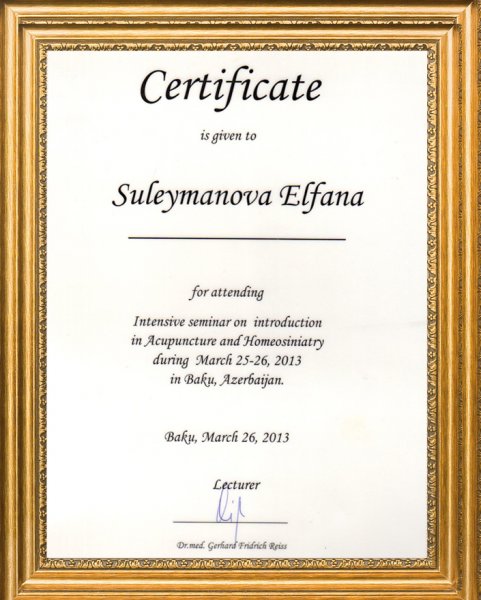 Certificate
is given to
Suleymanova Elfana
for attending
Intensive seminar on introduction
in Acupuncture and Homeosiniatry
during March 25-26, 2013
in Baku, Azerbaijan.
Baku, March 26, 2013
Lecturer
Dr.med. Gerhard Fridrich Reiss